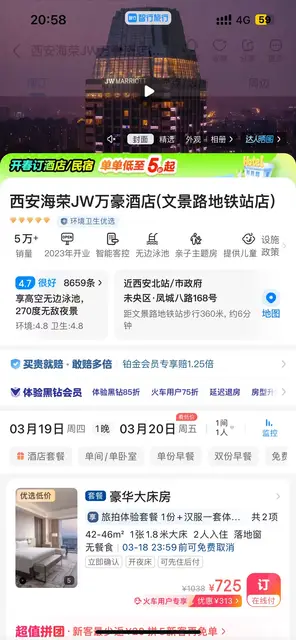 20:58
智行旅行
4G
59
西安海荣JW万豪酒店…
JW MARRIOTT
封面
精选
外观
相册
达人晒图
开春订酒店/民宿 单单低至5折起
西安海荣JW万豪酒店(文景路地铁站店)
环境卫生优选
5万+
销量
2023年开业
智能客控
无边泳池
亲子主题房
提供儿童
设施
政策
4.7 很好 8659条
享高空无边泳池,
270度无敌夜景
环境:4.8 卫生:4.8
近西安北站/市政府
未央区·凤城八路168号
距文景路地铁站步行360米,约6分钟
地图
买贵就赔·敢赔多倍
铂金会员专享赔1.25倍
体验黑钻会员
体验黑钻85折
火车用户75折
延迟退房
房型升
03月19日 周四
1晚
03月20日 周五
有低价
1间
1人
监控
酒店套餐
单间/单卧室
单份早餐
双份早餐
免费
优选低价
套餐 豪华大床房
享 旅拍体验套餐 1份+汉服一套体… 共2项
42-46m² 1张1.8米大床 2人入住 落地窗
无餐食 03-18 23:59前可免费取消
立即确认
开夜床
可先住后付
5
¥1038 ¥725
火车用户专享
优惠¥313
订
在线付
超值拼团